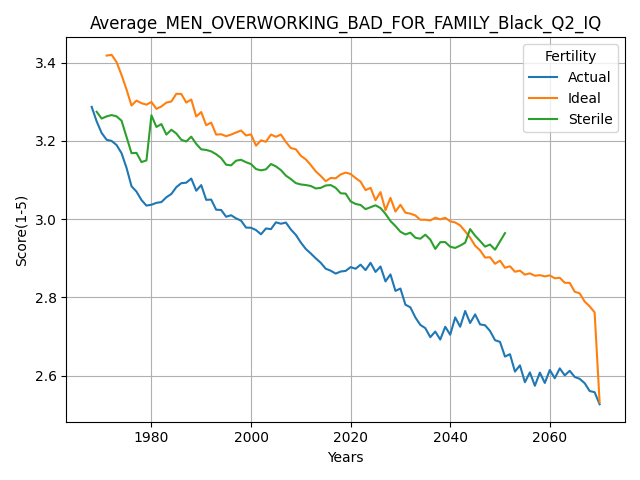 Average_MEN_OVERWORKING_BAD_FOR_FAMILY_Black_Q2_IQ
Fertility
Actual
Ideal
Sterile
Score(1-5)
3.4
3.2
3.0
2.8
2.6
1980
2000
2020
2040
2060
Years